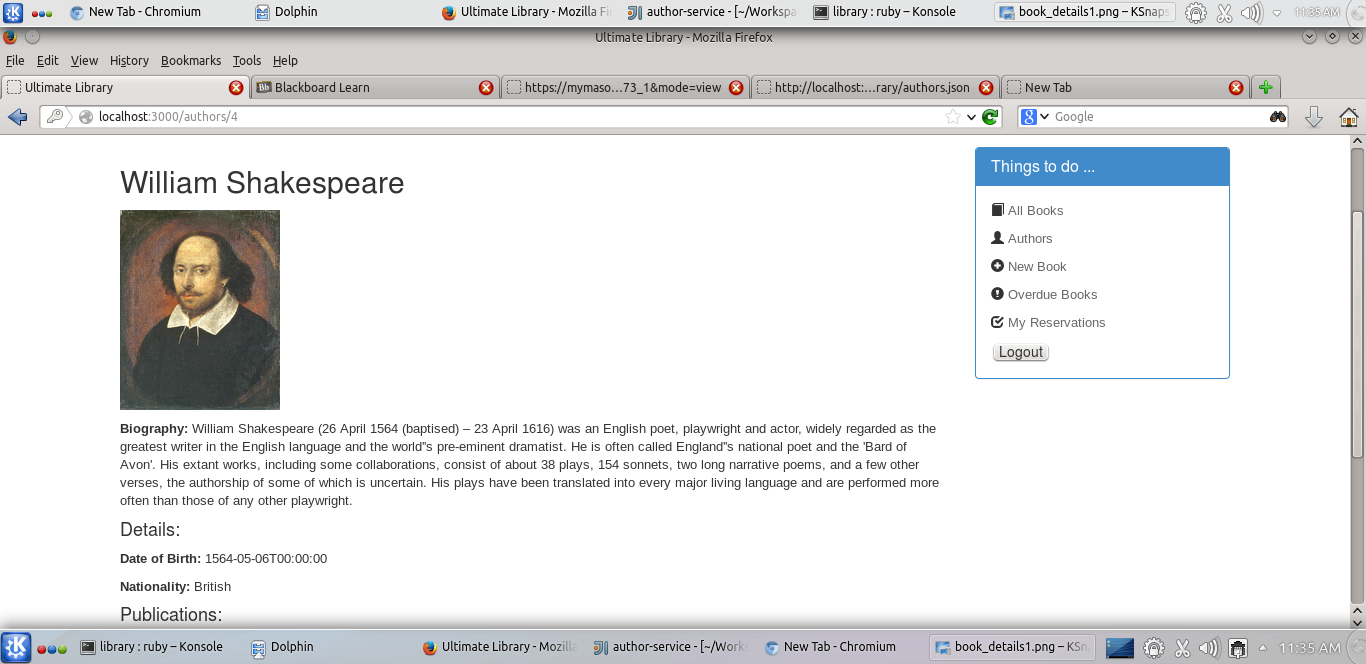 New Tab - Chromium Dolphin Ultimate Library - Mozilla Fi author-service - [~/Workspa library : ruby – Konsole book_details1.png – KSnaps 11:35 AM
Ultimate Library - Mozilla Firefox
File Edit View History Bookmarks Tools Help
Ultimate Library Bb Blackboard Learn https://mymaso...73_1&mode=view http://localhost:...rary/authors.json New Tab
localhost:3000/authors/4 8 Google
Things to do ...
William Shakespeare
All Books
Authors
New Book
Overdue Books
My Reservations
Logout
Biography: William Shakespeare (26 April 1564 (baptised) – 23 April 1616) was an English poet, playwright and actor, widely regarded as the
greatest writer in the English language and the world''s pre-eminent dramatist. He is often called England''s national poet and the 'Bard of
Avon'. His extant works, including some collaborations, consist of about 38 plays, 154 sonnets, two long narrative poems, and a few other
verses, the authorship of some of which is uncertain. His plays have been translated into every major living language and are performed more
often than those of any other playwright.
Details:
Date of Birth: 1564-05-06T00:00:00
Nationality: British
Publications:
library : ruby – Konsole Dolphin Ultimate Library - Mozilla author-service - [~/Work New Tab - Chromium book_details1.png – KSn 11:35 AM